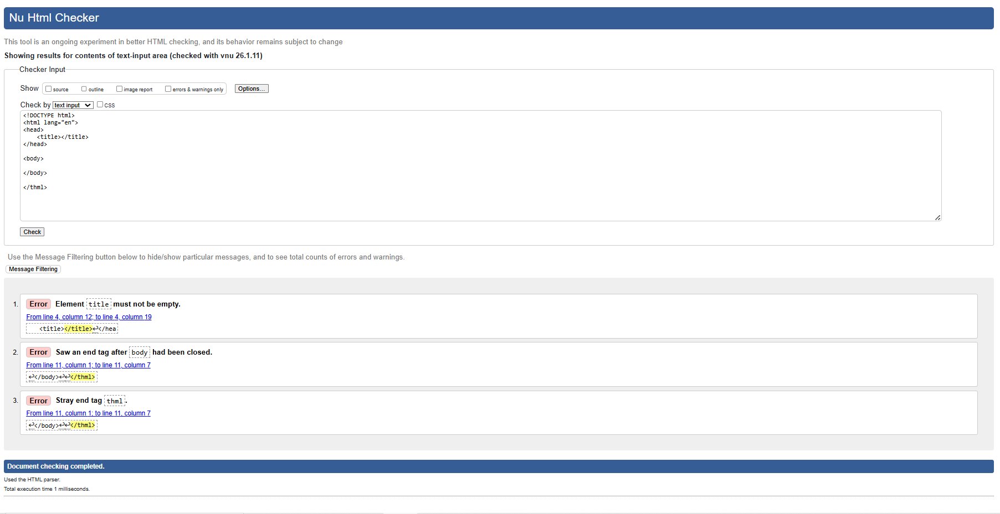 Nu Html Checker
This tool is an ongoing experiment in better HTML checking, and its behavior remains subject to change
Showing results for contents of text-input area (checked with vnu 26.1.11)
Checker Input
Show source outline image report errors & warnings only Options...
Check by text input css
<!DOCTYPE html>
<html lang="en">
<head>
    <title></title>
</head>
<body>
</body>
</thml>
Check
Use the Message Filtering button below to hide/show particular messages, and to see total counts of errors and warnings.
Message Filtering
1. Error Element title must not be empty.
From line 4, column 12; to line 4, column 19
<title></title>↩</hea
2. Error Saw an end tag after body had been closed.
From line 11, column 1; to line 11, column 7
↩</body>↩↩</thml>
3. Error Stray end tag thml.
From line 11, column 1; to line 11, column 7
↩</body>↩↩</thml>
Document checking completed.
Used the HTML parser.
Total execution time 1 milliseconds.